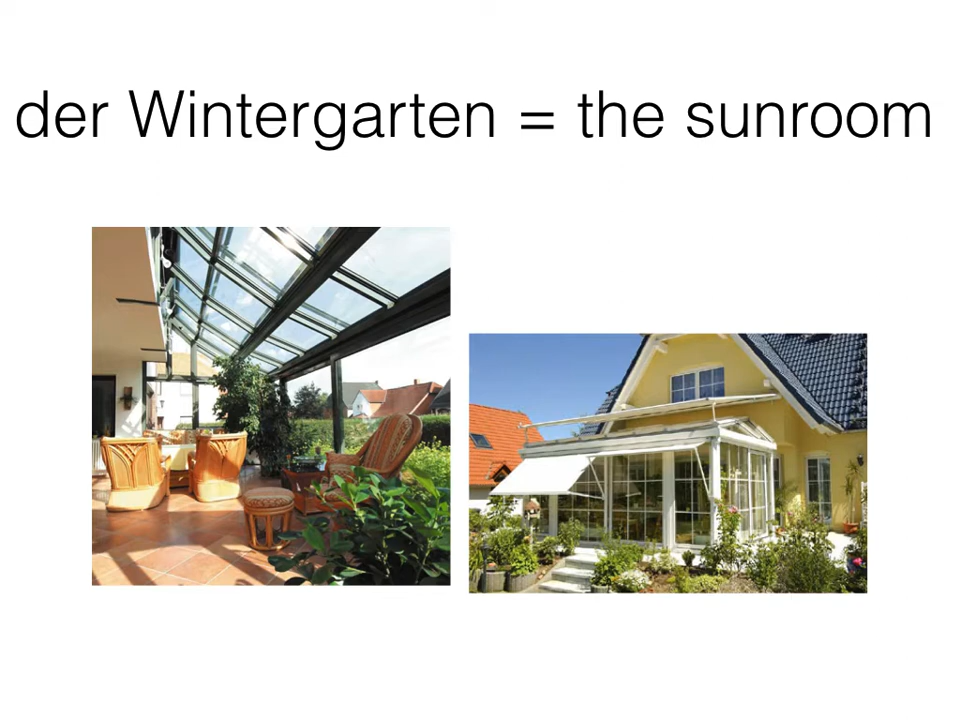 der Wintergarten = the sunroom